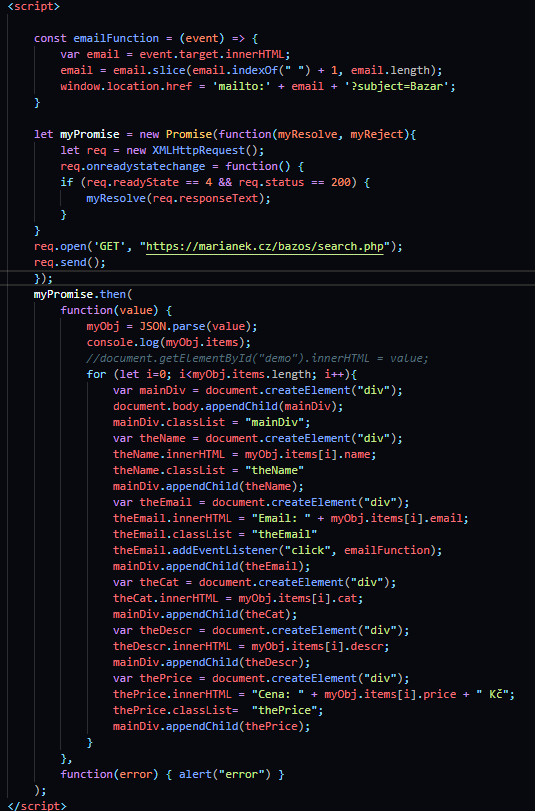 <script>
const emailFunction = (event) => {
var email = event.target.innerHTML;
email = email.slice(email.indexOf(" ") + 1, email.length);
window.location.href = 'mailto:' + email + '?subject=Bazar';
}
let myPromise = new Promise(function(myResolve, myReject){
let req = new XMLHttpRequest();
req.onreadystatechange = function() {
if (req.readyState == 4 && req.status == 200) {
myResolve(req.responseText);
}
}
req.open('GET', "https://marianek.cz/bazos/search.php");
req.send();
});
myPromise.then(
function(value) {
myObj = JSON.parse(value);
console.log(myObj.items);
//document.getElementById("demo").innerHTML = value;
for (let i=0; i<myObj.items.length; i++){
var mainDiv = document.createElement("div");
document.body.appendChild(mainDiv);
mainDiv.classList = "mainDiv";
var theName = document.createElement("div");
theName.innerHTML = myObj.items[i].name;
theName.classList = "theName"
mainDiv.appendChild(theName);
var theEmail = document.createElement("div");
theEmail.innerHTML = "Email: " + myObj.items[i].email;
theEmail.classList = "theEmail"
theEmail.addEventListener("click", emailFunction);
mainDiv.appendChild(theEmail);
var theCat = document.createElement("div");
theCat.innerHTML = myObj.items[i].cat;
mainDiv.appendChild(theCat);
var theDescr = document.createElement("div");
theDescr.innerHTML = myObj.items[i].descr;
mainDiv.appendChild(theDescr);
var thePrice = document.createElement("div");
thePrice.innerHTML = "Cena: " + myObj.items[i].price + " Kč";
thePrice.classList=  "thePrice";
mainDiv.appendChild(thePrice);
}
},
function(error) { alert("error") }
);
</script>